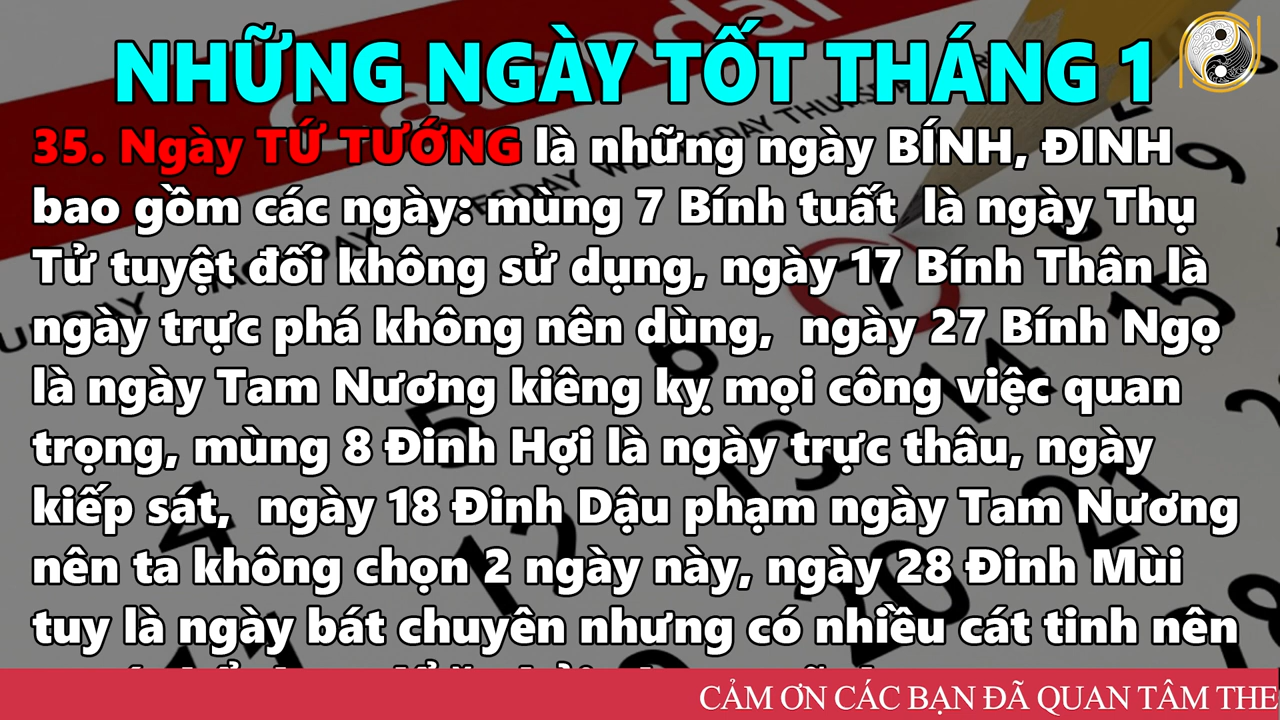 NHỮNG NGÀY TỐT THÁNG 1
35. Ngày TỨ TƯỚNG là những ngày BÍNH, ĐINH
bao gồm các ngày: mùng 7 Bính tuất là ngày Thụ
Tử tuyệt đối không sử dụng, ngày 17 Bính Thân là
ngày trực phá không nên dùng, ngày 27 Bính Ngọ
là ngày Tam Nương kiêng kỵ mọi công việc quan
trọng, mùng 8 Đinh Hợi là ngày trực thâu, ngày
kiếp sát, ngày 18 Đinh Dậu phạm ngày Tam Nương
nên ta không chọn 2 ngày này, ngày 28 Đinh Mùi
tuy là ngày bát chuyên nhưng có nhiều cát tinh nên
CẢM ƠN CÁC BẠN ĐÃ QUAN TÂM THE